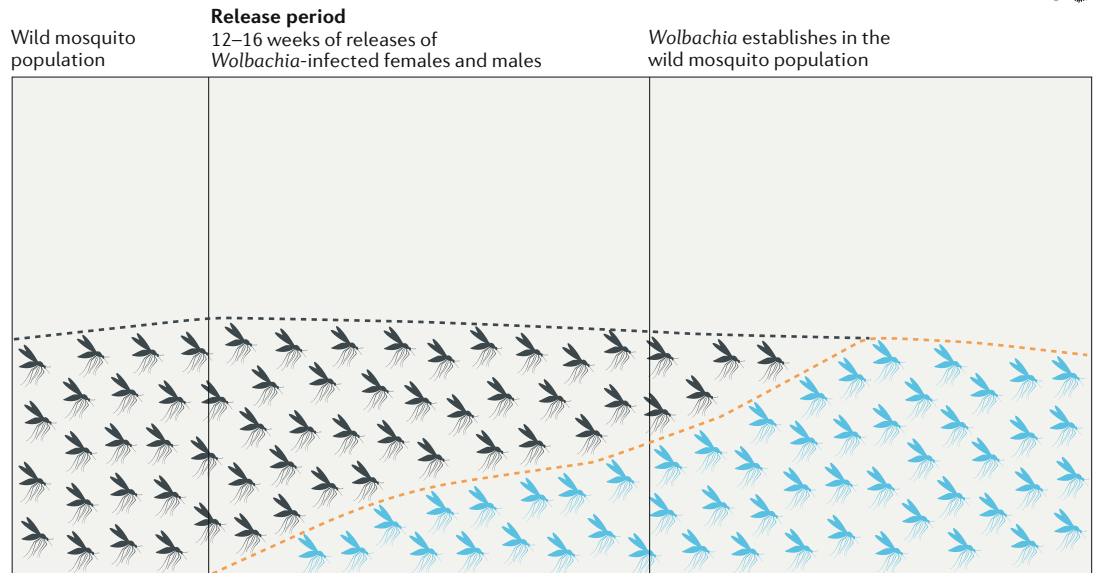 Wild mosquito
population
Release period
12–16 weeks of releases of
Wolbachia-infected females and males
Wolbachia establishes in the
wild mosquito population